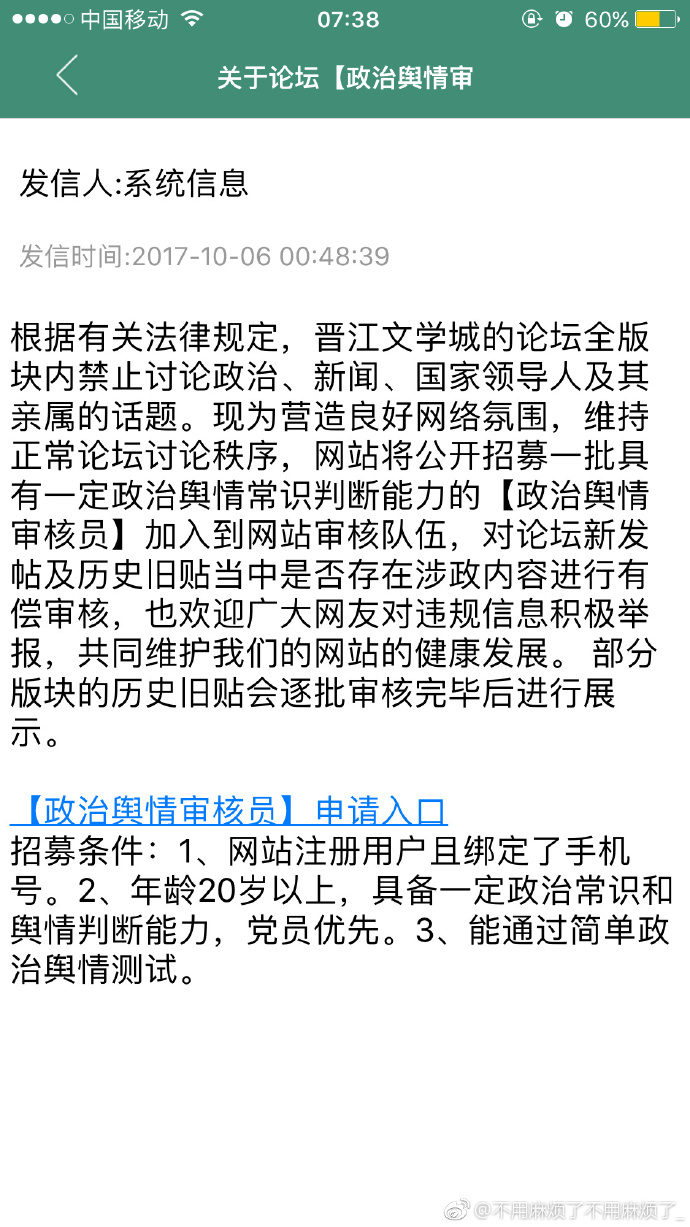 中国移动 07:38 60%
关于论坛【政治舆情审
发信人:系统信息
发信时间:2017-10-06 00:48:39
根据有关法律规定，晋江文学城的论坛全版
块内禁止讨论政治、新闻、国家领导人及其
亲属的话题。现为营造良好网络氛围，维持
正常论坛讨论秩序，网站将公开招募一批具
有一定政治舆情常识判断能力的【政治舆情
审核员】加入到网站审核队伍，对论坛新发
帖及历史旧贴当中是否存在涉政内容进行有
偿审核，也欢迎广大网友对违规信息积极举
报，共同维护我们的网站的健康发展。 部分
版块的历史旧贴会逐批审核完毕后进行展
示。
【政治舆情审核员】申请入口
招募条件：1、网站注册用户且绑定了手机
号。2、年龄20岁以上，具备一定政治常识和
舆情判断能力，党员优先。3、能通过简单政
治舆情测试。
@不用麻烦了不用麻烦了_